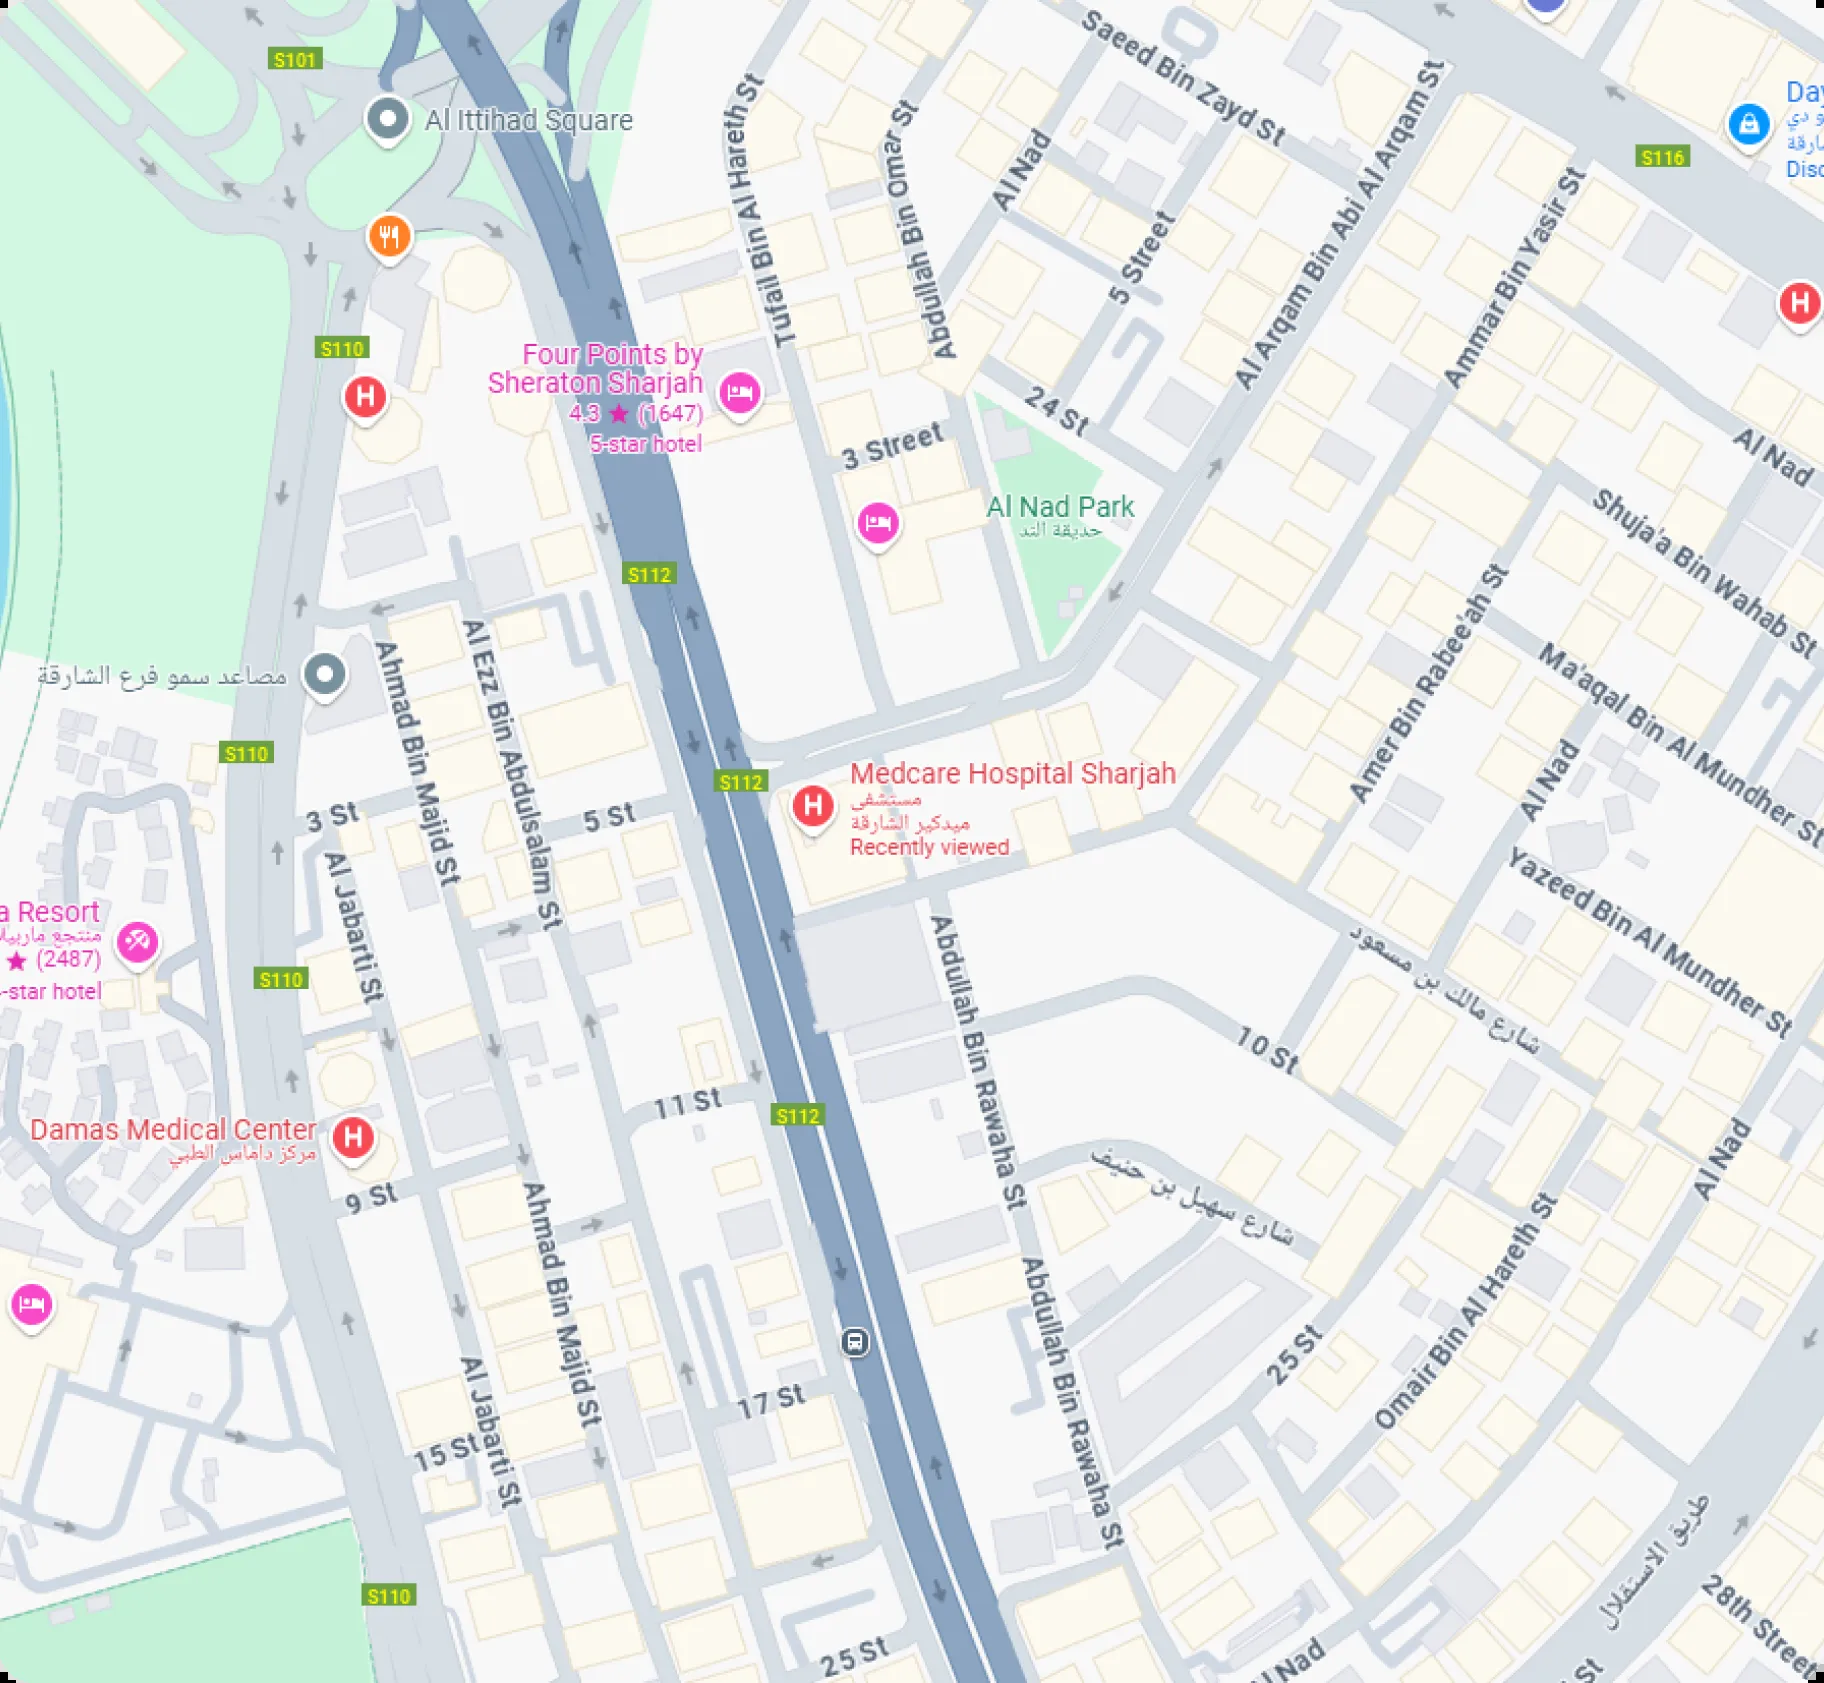 S101
Al Ittihad Square
Saeed Bin Zayd St
Day
و دي
نارقة
Disc
S116
Tufail Bin Al Hareth St
Abdullah Bin Omar St
Al Nad
5 Street
Al Arqam Bin Abi Al Arqam St
Ammar Bin Yasir St
S110
Four Points by
Sheraton Sharjah
4.3 ★ (1647)
5-star hotel
24 St
3 Street
Al Nad
Al Nad Park
حديقة الند
Shuja'a Bin Wahab St
S112
Amer Bin Rabee'ah St
Ma'aqal Bin Al Mundher St
مصاعد سمو فرع الشارقة
Ahmad Bin Majid St
Al Ezz Bin Abdulsalam St
S110
S112
Medcare Hospital Sharjah
مستشفى
ميدكير الشارقة
Recently viewed
Al Nad
3 St
5 St
Al Jabarti St
Yazeed Bin Al Mundher St
a Resort
منتجع ماربيلا
★ (2487)
-star hotel
S110
Abdullah Bin Rawaha St
شارع مالك بن مسعود
10 St
11 St
S112
Damas Medical Center
مركز داماس الطبي
9 St
شارع سهيل بن حنيف
Al Nad
Ahmad Bin Majid St
Abdullah Bin Rawaha St
Omair Bin Al Hareth St
25 St
Al Jabarti St
17 St
15 St
طريق الاستقلال
S110
28th Street
25 St
Al Nad
St